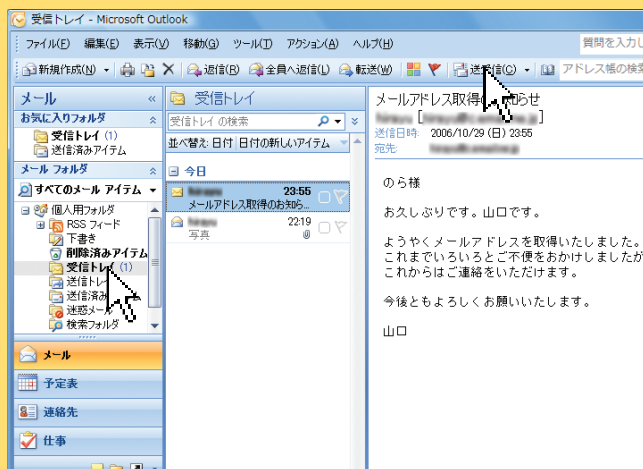 受信トレイ - Microsoft Outlook
ファイル(F) 編集(E) 表示(V) 移動(G) ツール(T) アクション(A) ヘルプ(H) 質問を入力し
新規作成(N) 返信(R) 全員へ返信(L) 転送(W) 送受信(C) アドレス帳の検索
メール «
お気に入りフォルダ
受信トレイ (1)
送信済みアイテム
メール フォルダ
すべてのメール アイテム
個人用フォルダ
RSS フィード
下書き
削除済みアイテム
受信トレイ (1)
送信トレ
送信済み
迷惑メー
検索フォルダ
メール
予定表
連絡先
仕事
受信トレイ
受信トレイ の検索
並べ替え: 日付 日付の新しいアイテム
今日
23:55
メールアドレス取得のお知ら...
22:19
写真
メールアドレス取得のお知らせ
送信日時: 2006/10/29 (日) 23:55
宛先:
のら様
お久しぶりです。山口です。
ようやくメールアドレスを取得いたしました。
これまでいろいろとご不便をおかけしましたが
これからはご連絡をいただけます。
今後ともよろしくお願いいたします。
山口